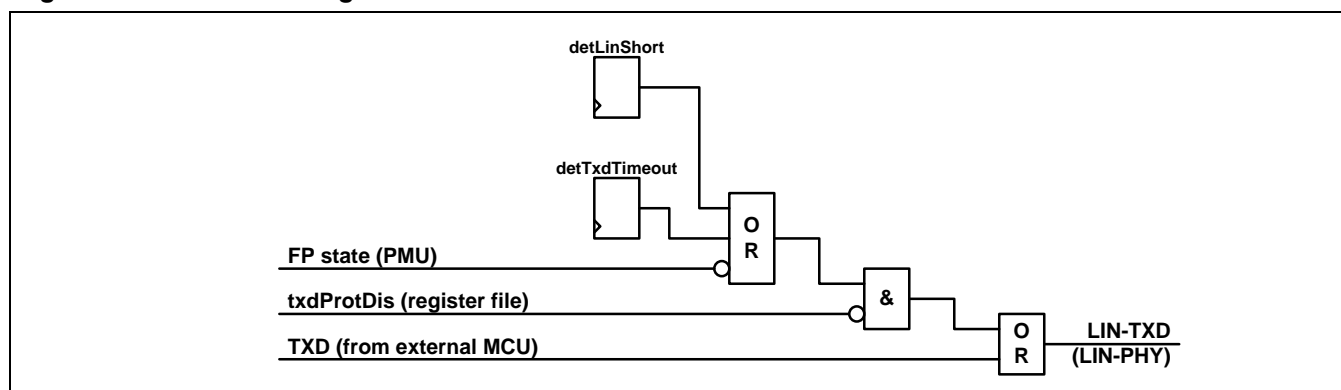 detLinShort
detTxdTimeout
O
R
FP state (PMU)
txdProtDis (register file)
&
TXD (from external MCU)
O
R
LIN-TXD
(LIN-PHY)